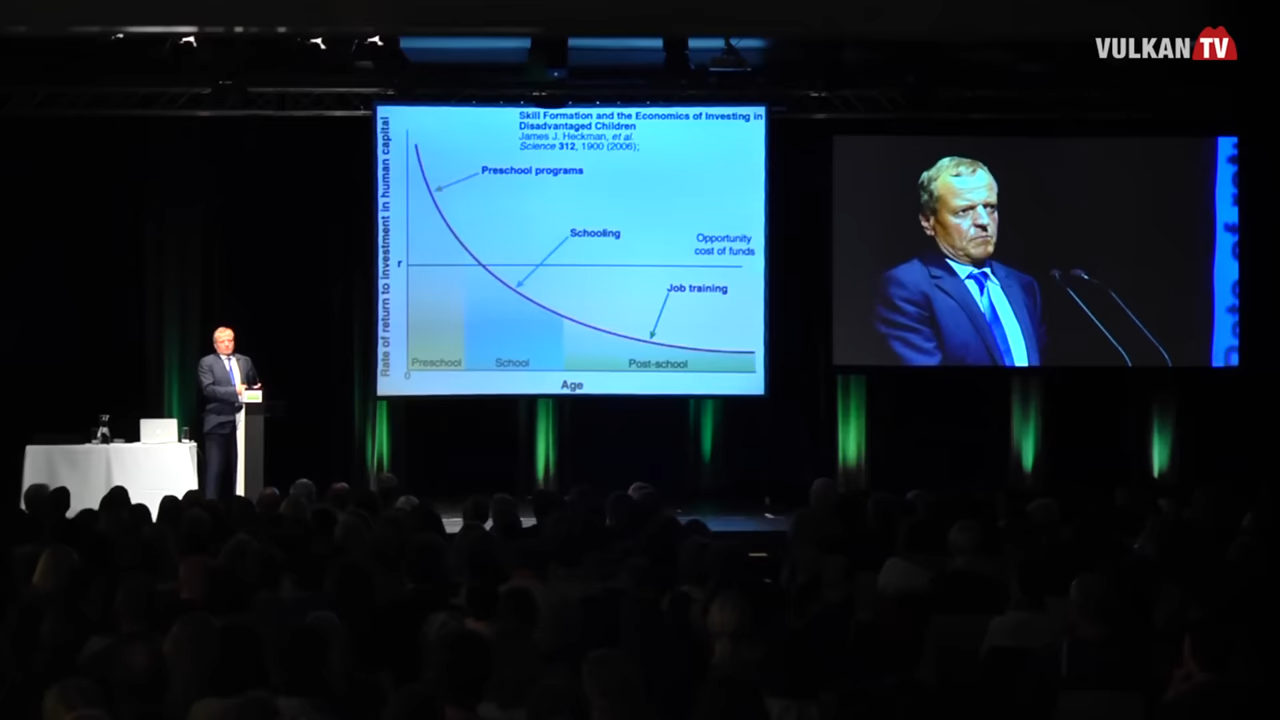 VULKAN TV
Skill Formation and the Economics of Investing in
Disadvantaged Children
James J. Heckman, et al.
Science 312, 1900 (2006);
Rate of return to investment in human capital
Preschool programs
Schooling
Opportunity
cost of funds
r
Job training
Preschool
School
Post-school
0
Age